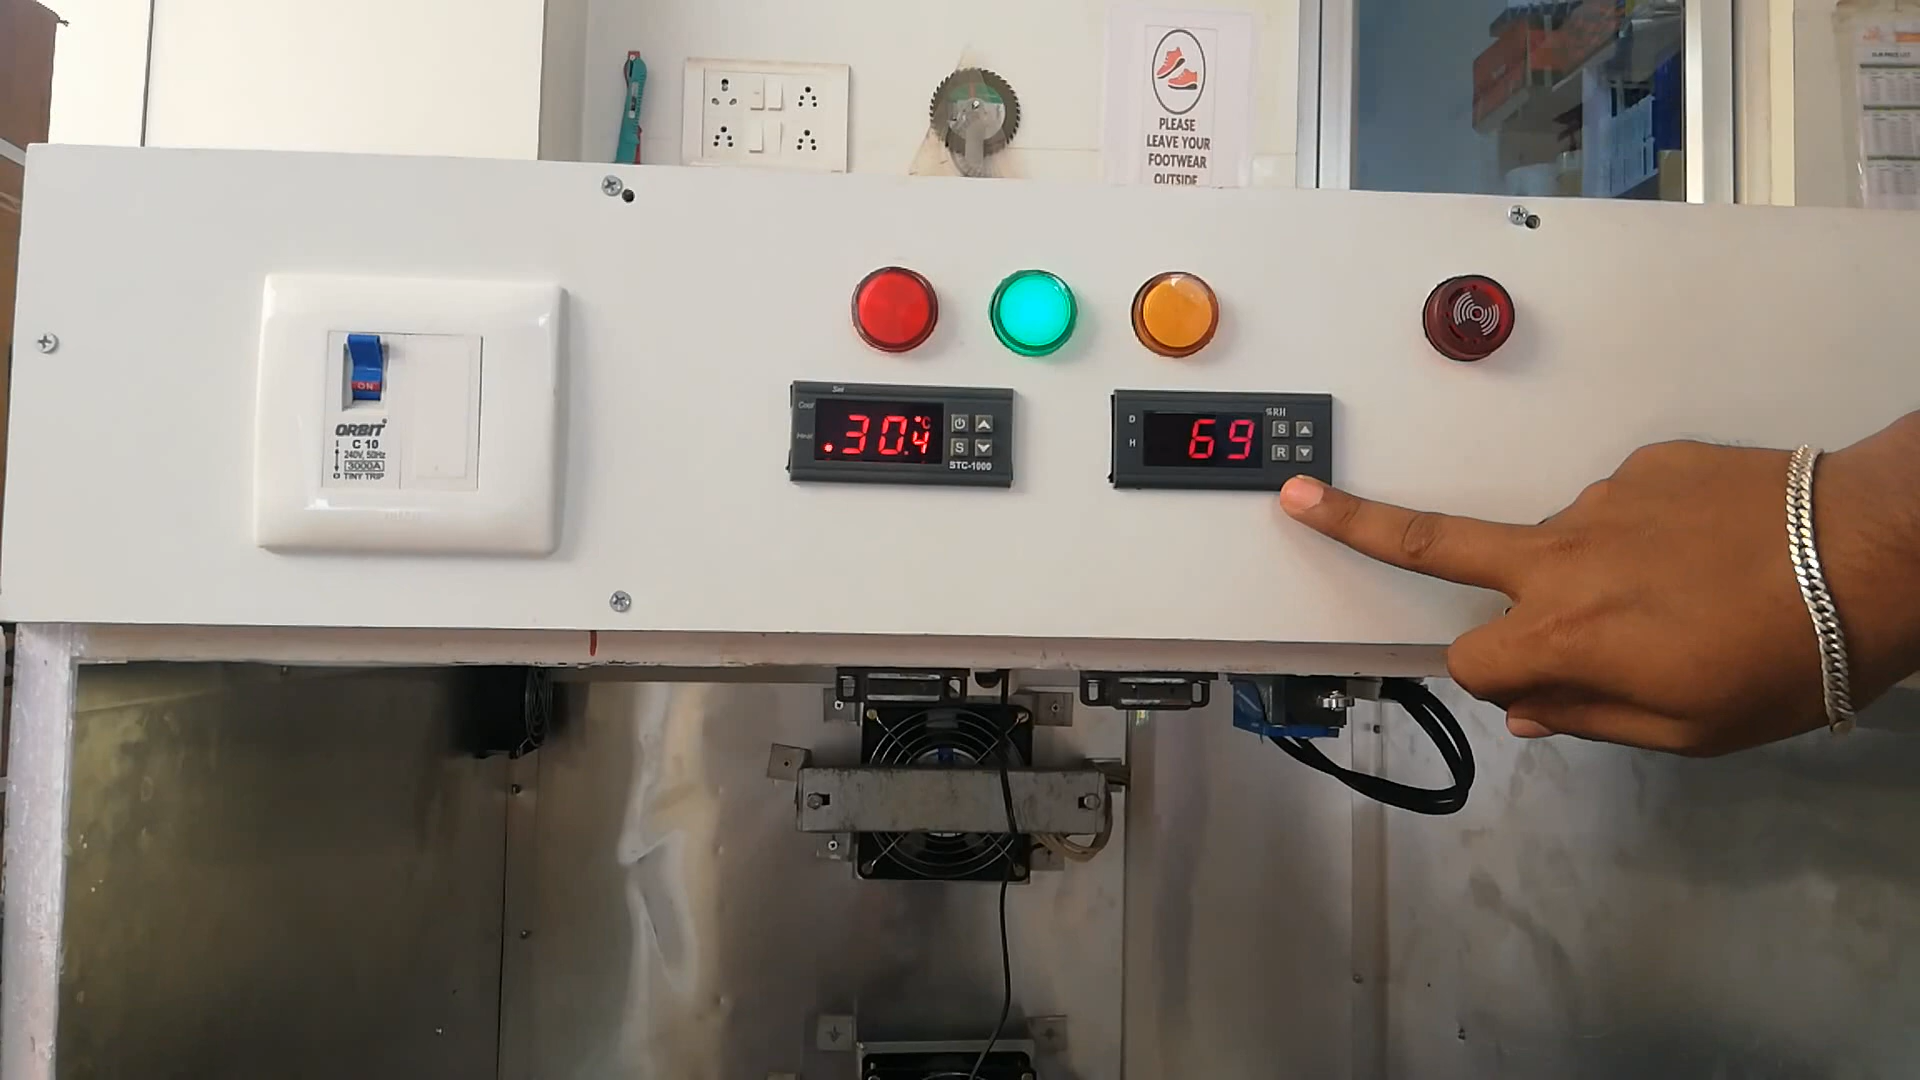 PLEASE
LEAVE YOUR
FOOTWEAR
OUTSIDE
ON
ORBIT
C 10
240V, 50Hz
3000A
TINY TRIP
I
O
Set
Cool
Heat
30.4 °C
S
STC-1000
%RH
D
H
69
S
R